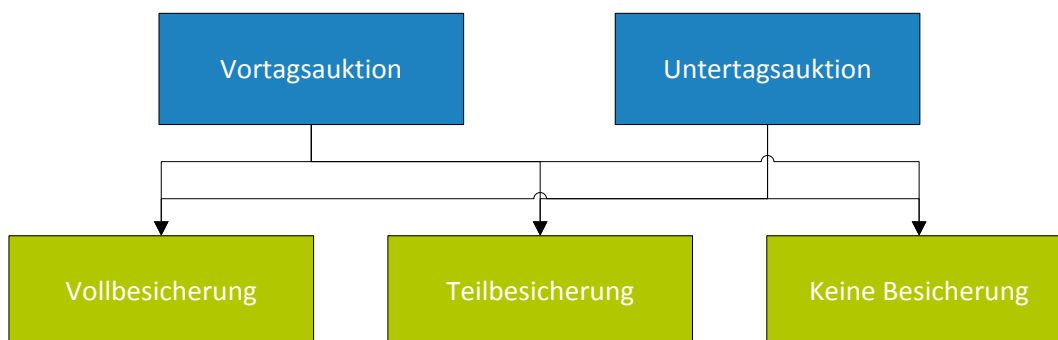 Vortagsauktion
Untertagsauktion
Vollbesicherung
Teilbesicherung
Keine Besicherung